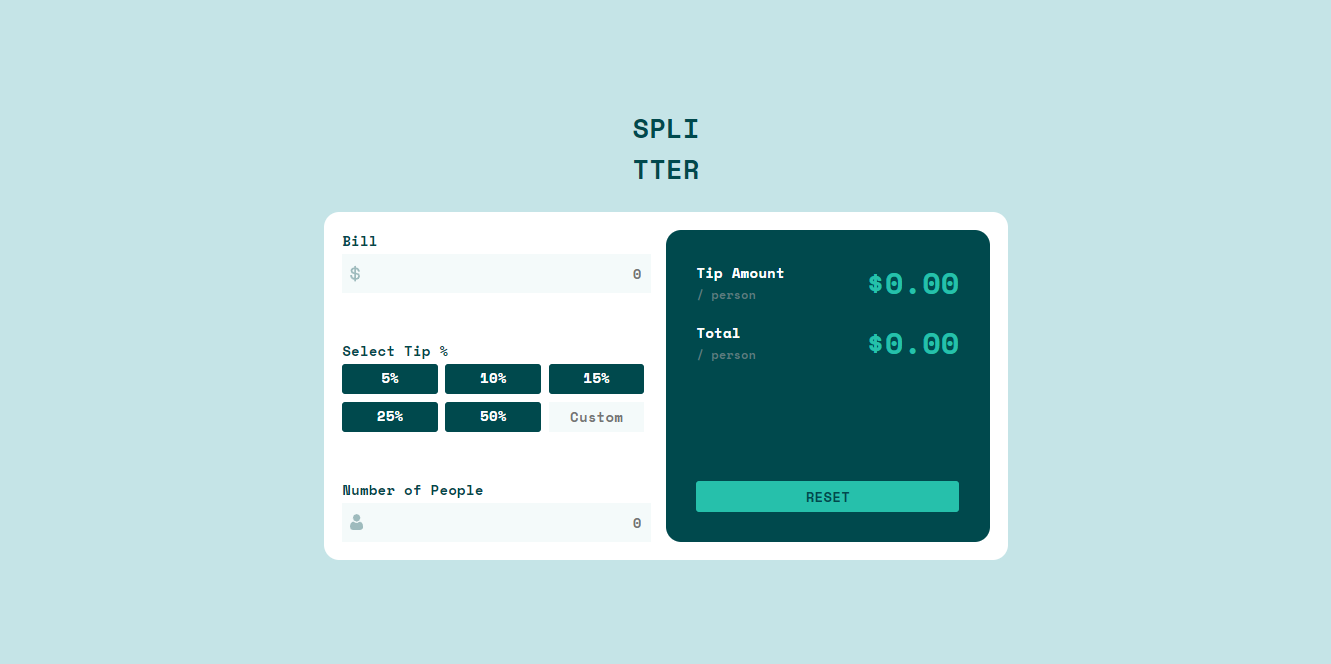 SPLI
TTER
Bill
$ 0
Select Tip %
5% 10% 15%
25% 50% Custom
Number of People
0
Tip Amount
/ person
$0.00
Total
/ person
$0.00
RESET